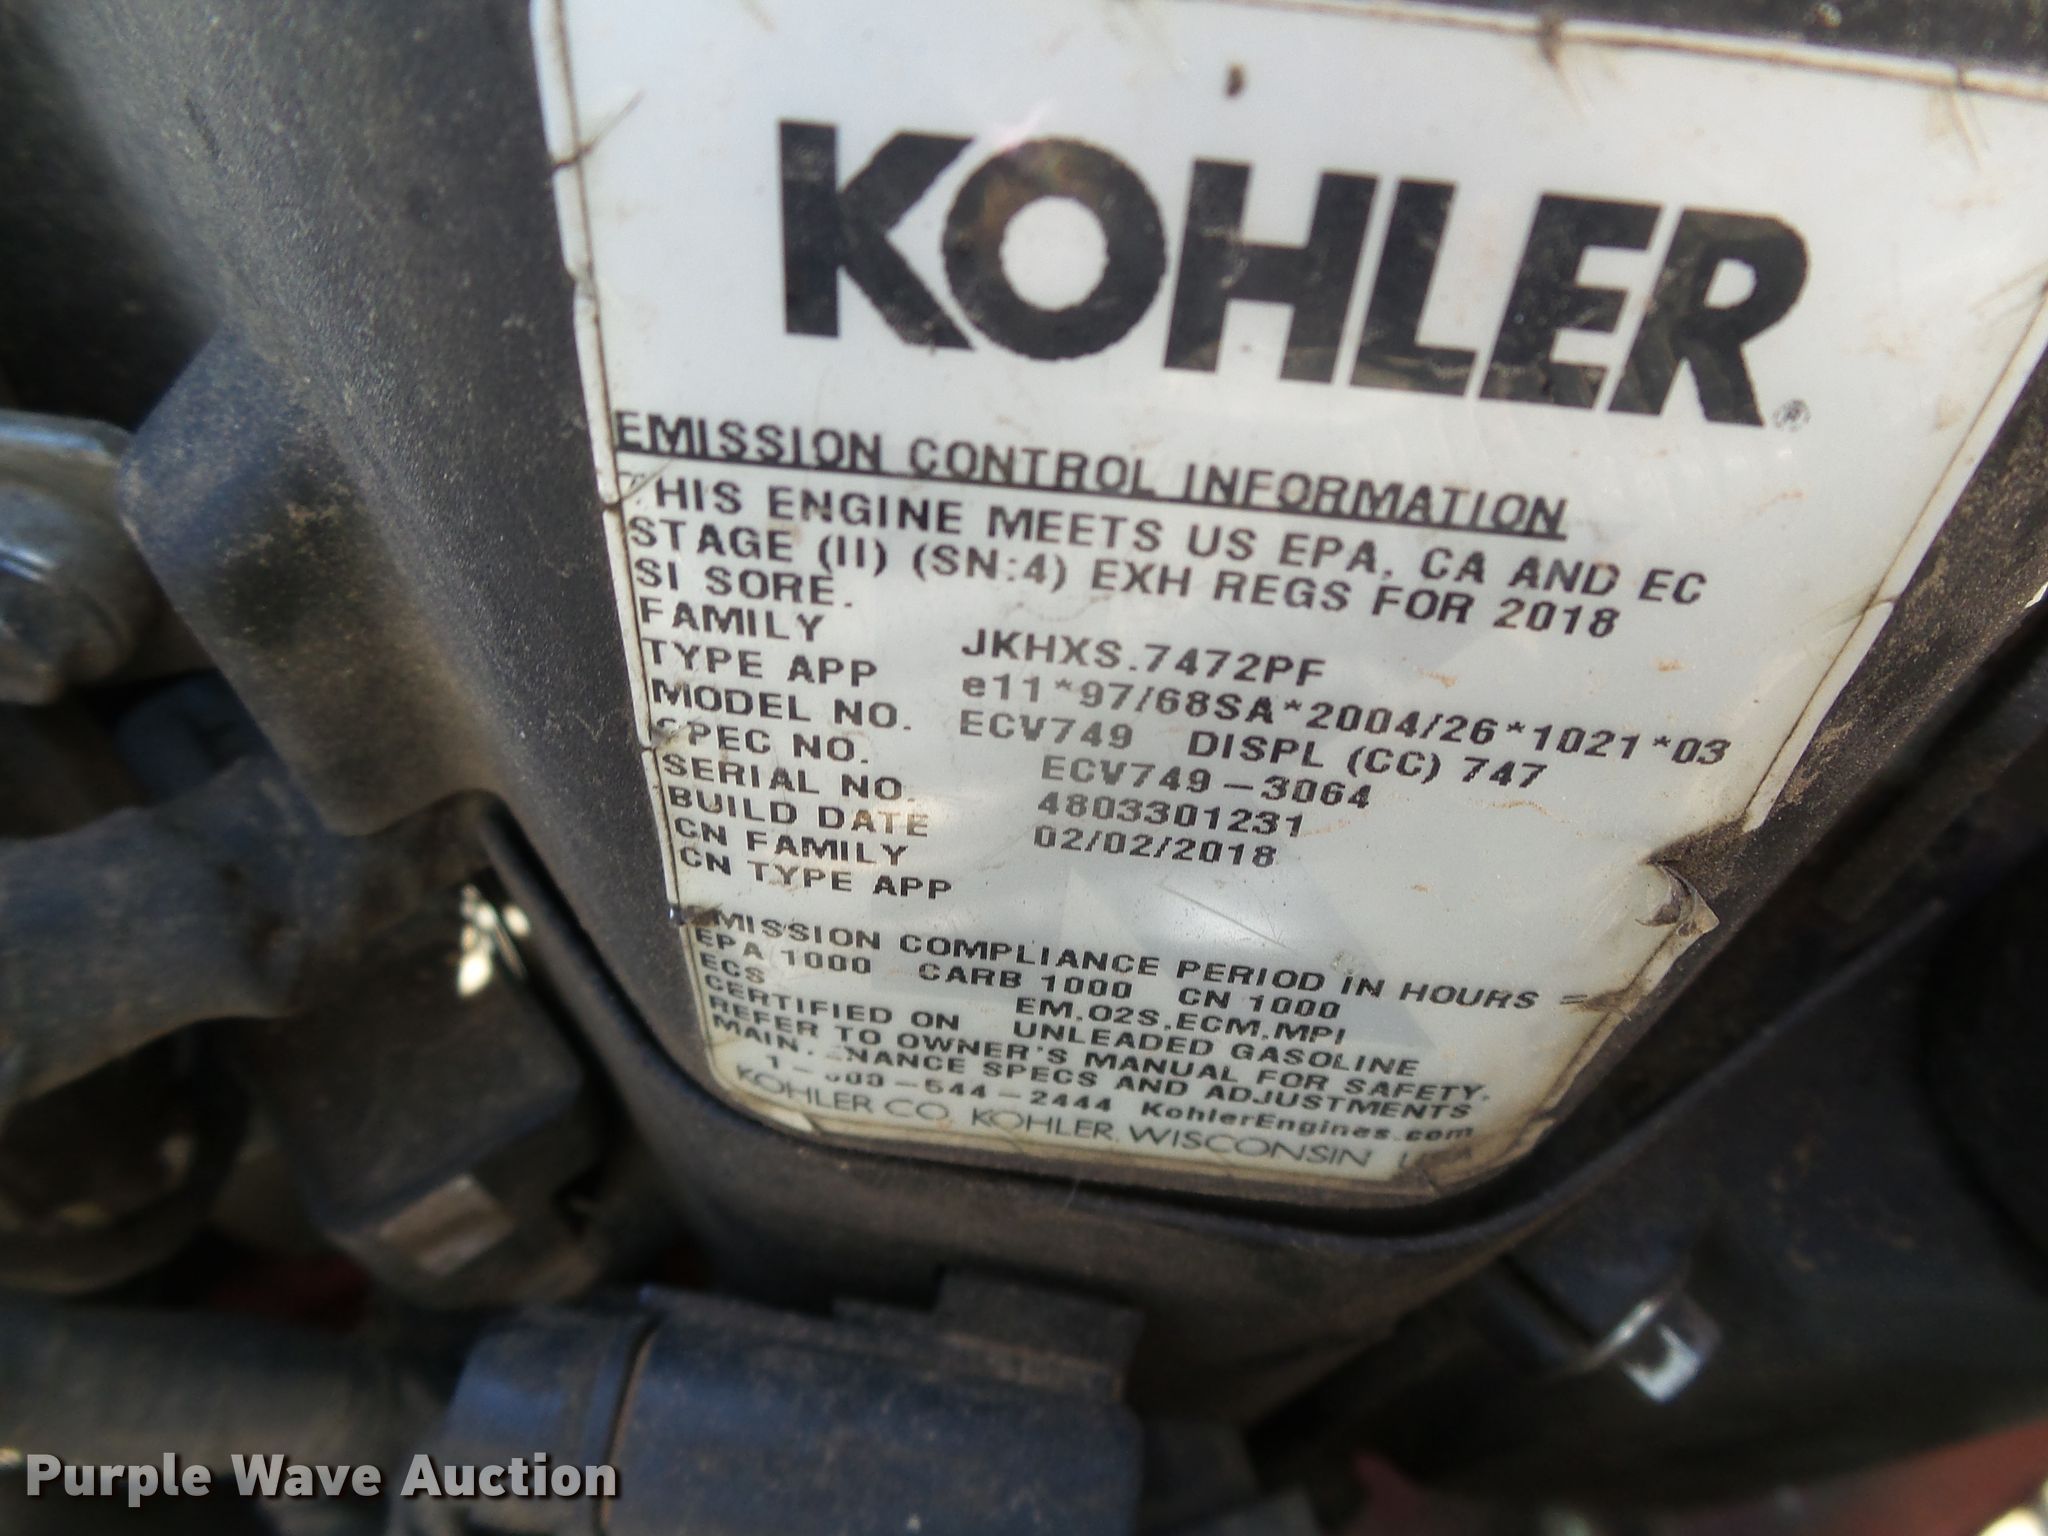 KOHLER®
EMISSION CONTROL INFORMATION
THIS ENGINE MEETS US EPA, CA AND EC
STAGE (II) (SN:4) EXH REGS FOR 2018
SI SORE.
FAMILY JKHXS.7472PF
TYPE APP e11*97/68SA*2004/26*1021*03
MODEL NO. ECV749 DISPL (CC) 747
SPEC NO. ECV749-3064
SERIAL NO. 4803301231
BUILD DATE 02/02/2018
CN FAMILY
CN TYPE APP
EMISSION COMPLIANCE PERIOD IN HOURS =
EPA 1000 CARB 1000 CN 1000
ECS EM,O2S,ECM,MPI
CERTIFIED ON UNLEADED GASOLINE
REFER TO OWNER'S MANUAL FOR SAFETY,
MAINTENANCE SPECS AND ADJUSTMENTS
1-800-544-2444 KohlerEngines.com
KOHLER CO. KOHLER, WISCONSIN USA
Purple Wave Auction